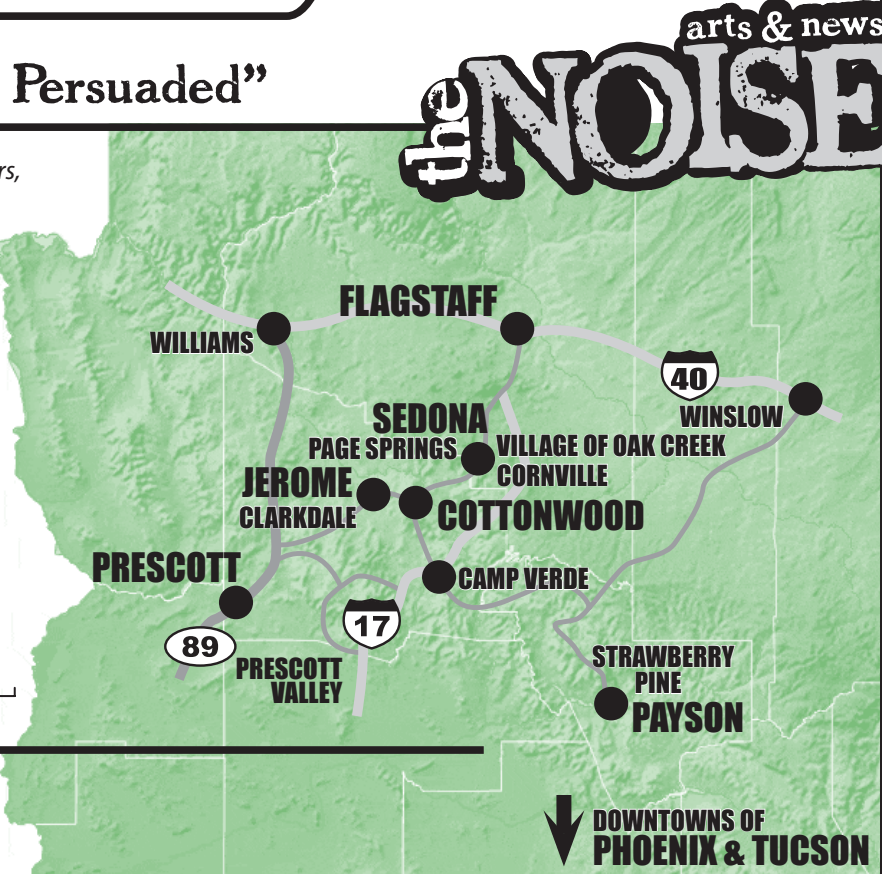 arts & news
Persuaded”
the NOISE
rs,
FLAGSTAFF
WILLIAMS
40
WINSLOW
SEDONA
PAGE SPRINGS
VILLAGE OF OAK CREEK
CORNVILLE
JEROME
CLARKDALE
COTTONWOOD
PRESCOTT
CAMP VERDE
17
89
PRESCOTT
VALLEY
STRAWBERRY
PINE
PAYSON
DOWNTOWNS OF
PHOENIX & TUCSON